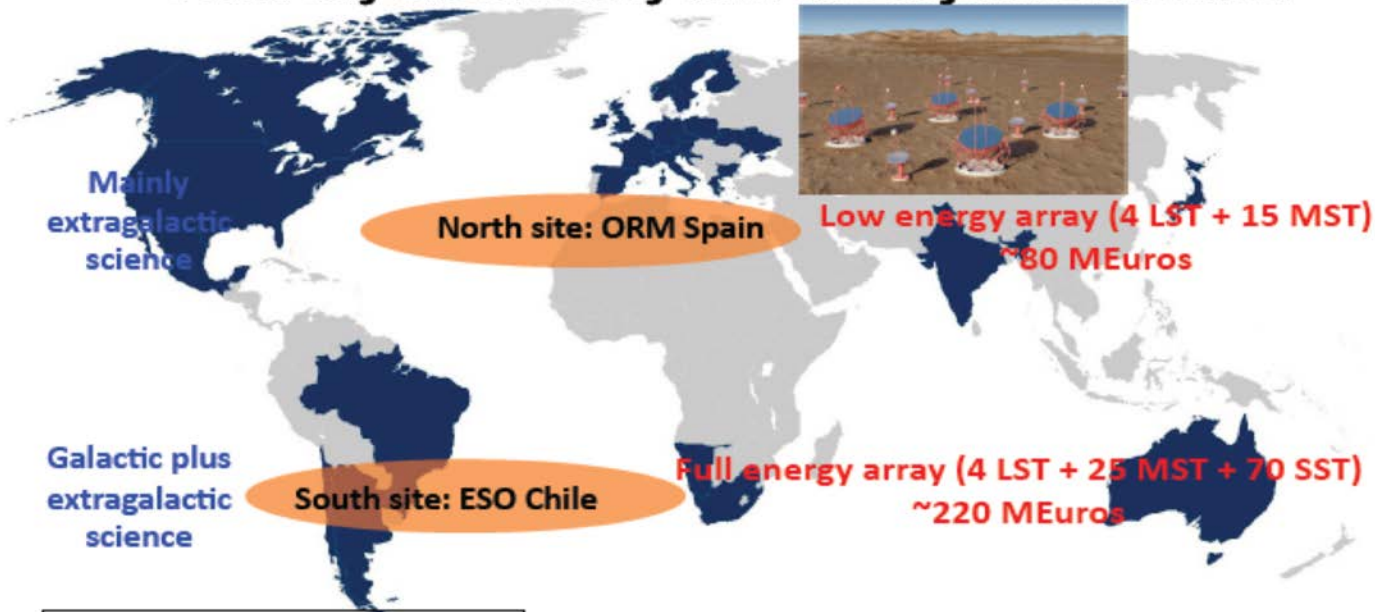 Mainly
extragalactic
science
North site: ORM Spain
Low energy array (4 LST + 15 MST)
~80 MEuros
Galactic plus
extragalactic
science
South site: ESO Chile
Full energy array (4 LST + 25 MST + 70 SST)
~220 MEuros